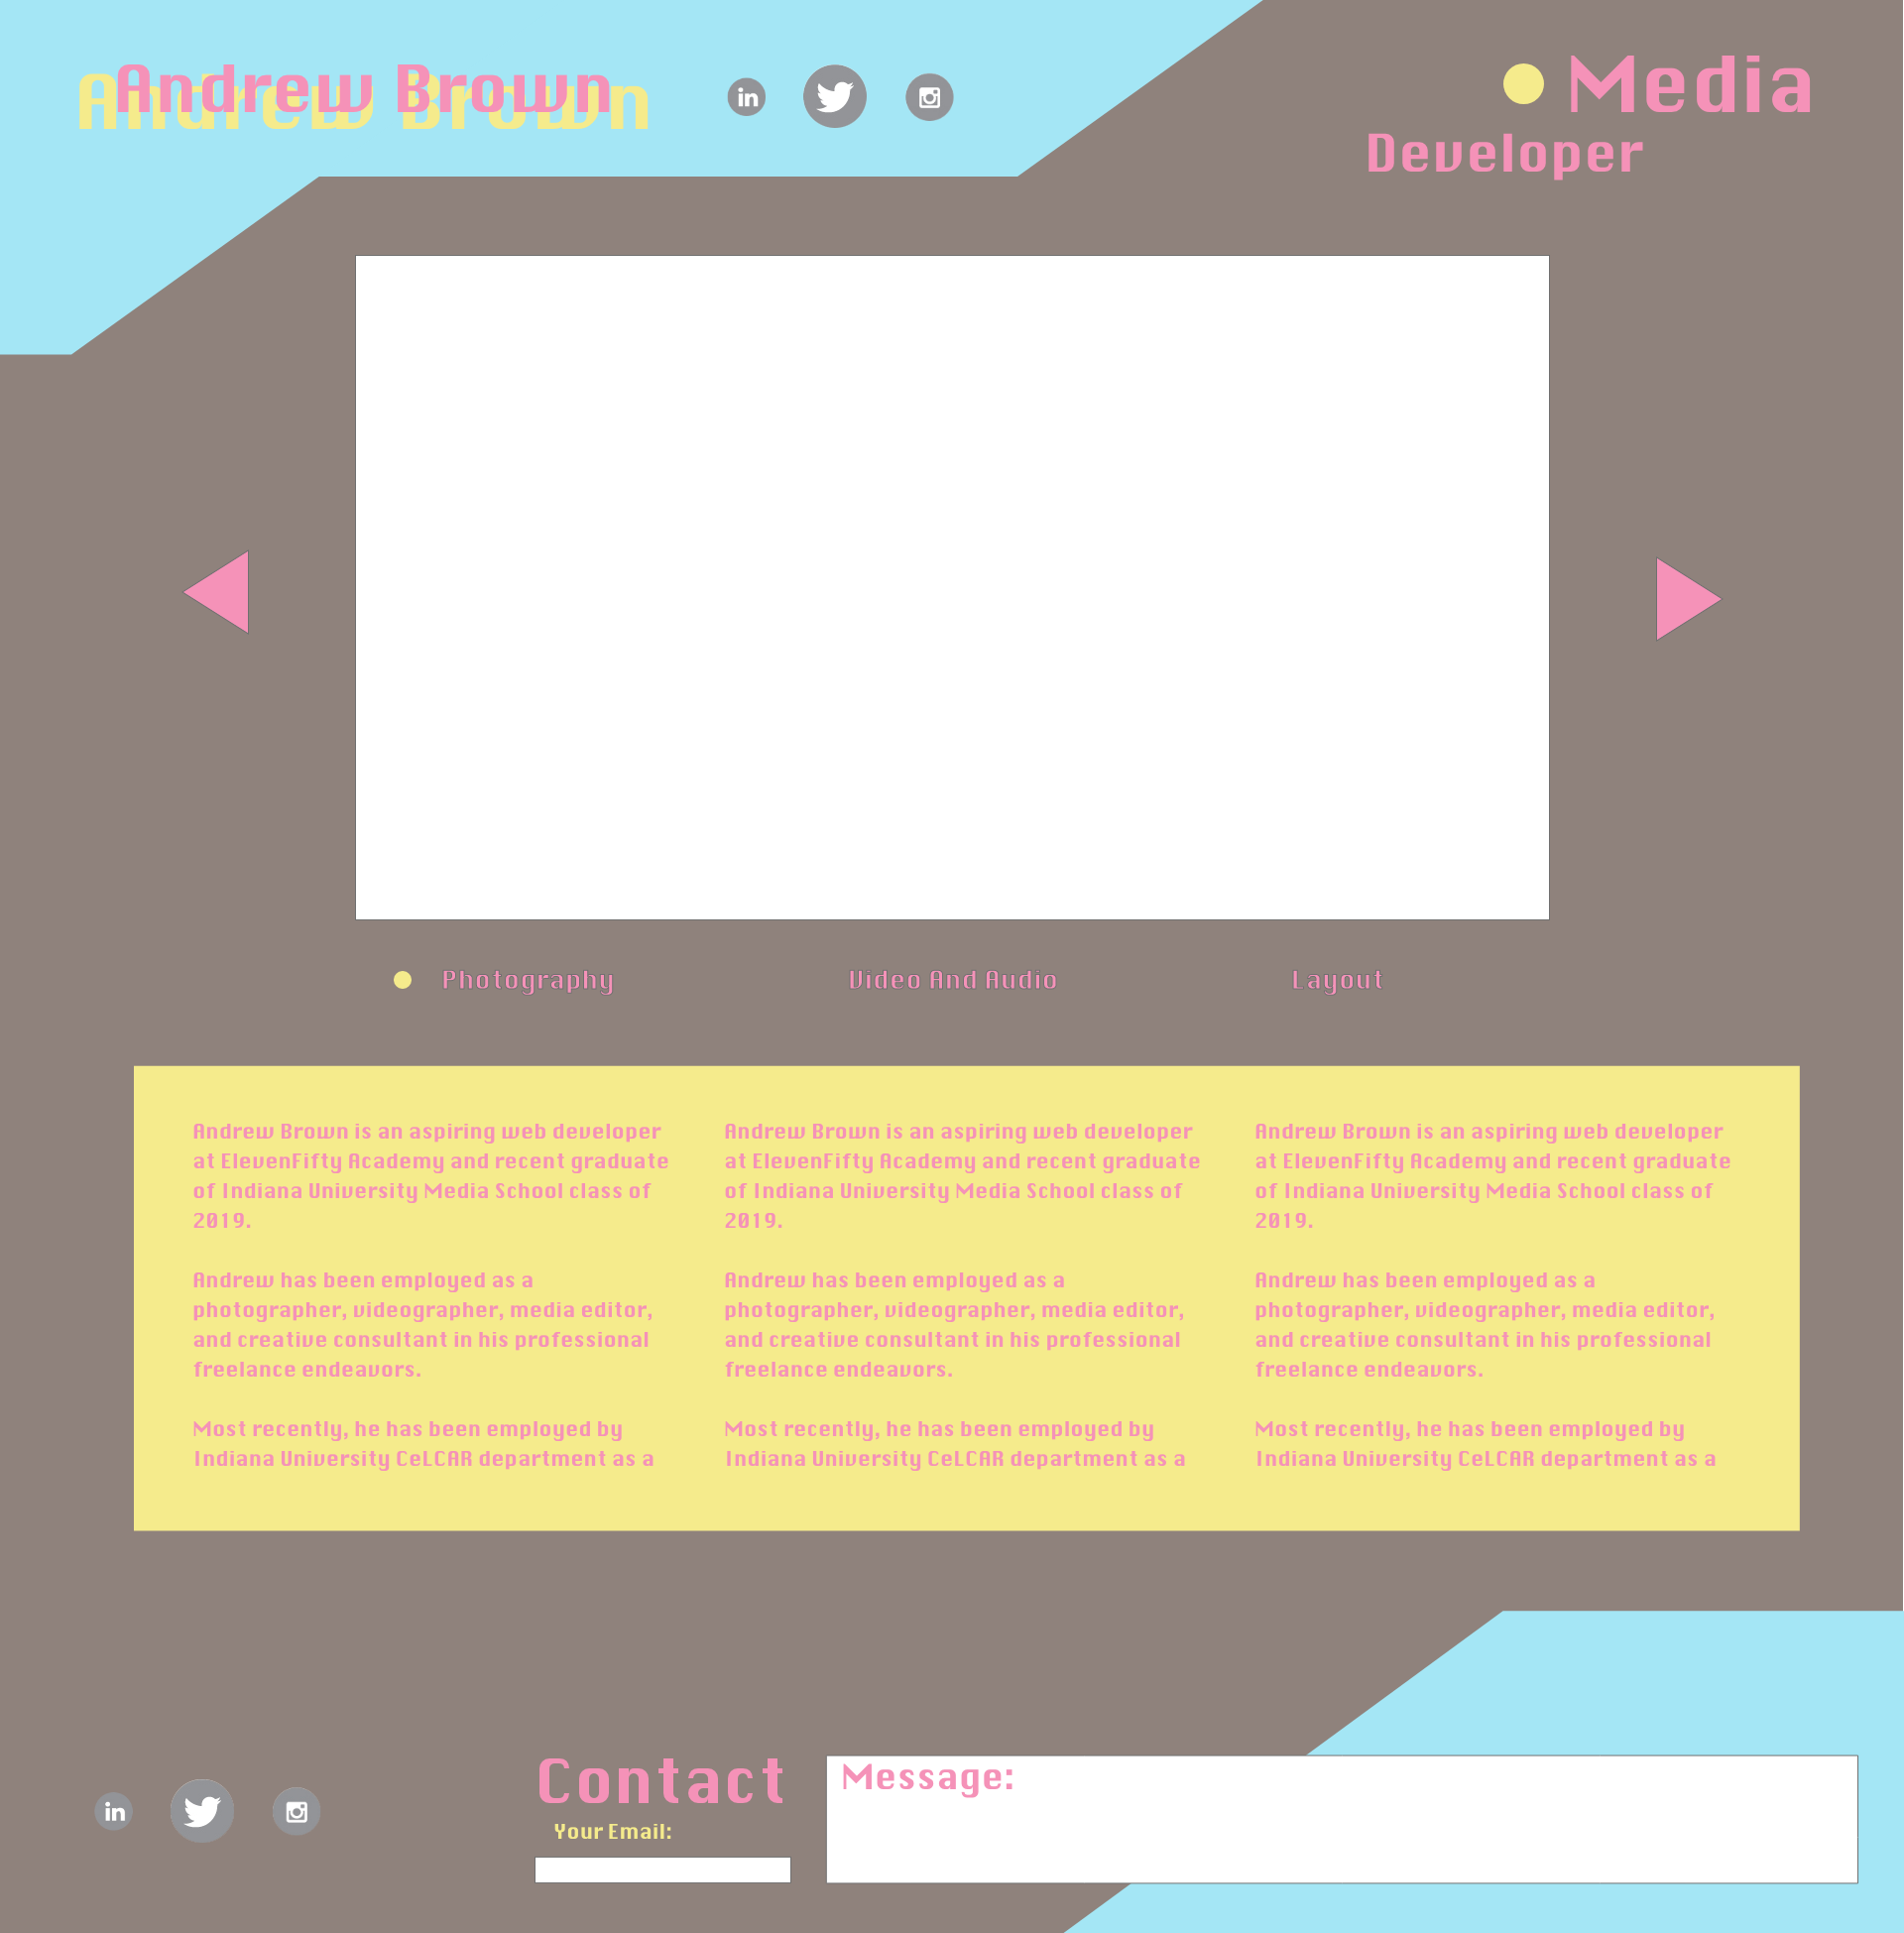 Andrew Brown
Andrew Brown
in
Media
Developer
Photography
Video And Audio
Layout
Andrew Brown is an aspiring web developer
at ElevenFifty Academy and recent graduate
of Indiana University Media School class of
2019.
Andrew has been employed as a
photographer, videographer, media editor,
and creative consultant in his professional
freelance endeavors.
Most recently, he has been employed by
Indiana University CeLCAR department as a
Andrew Brown is an aspiring web developer
at ElevenFifty Academy and recent graduate
of Indiana University Media School class of
2019.
Andrew has been employed as a
photographer, videographer, media editor,
and creative consultant in his professional
freelance endeavors.
Most recently, he has been employed by
Indiana University CeLCAR department as a
Andrew Brown is an aspiring web developer
at ElevenFifty Academy and recent graduate
of Indiana University Media School class of
2019.
Andrew has been employed as a
photographer, videographer, media editor,
and creative consultant in his professional
freelance endeavors.
Most recently, he has been employed by
Indiana University CeLCAR department as a
in
Contact
Your Email:
Message: